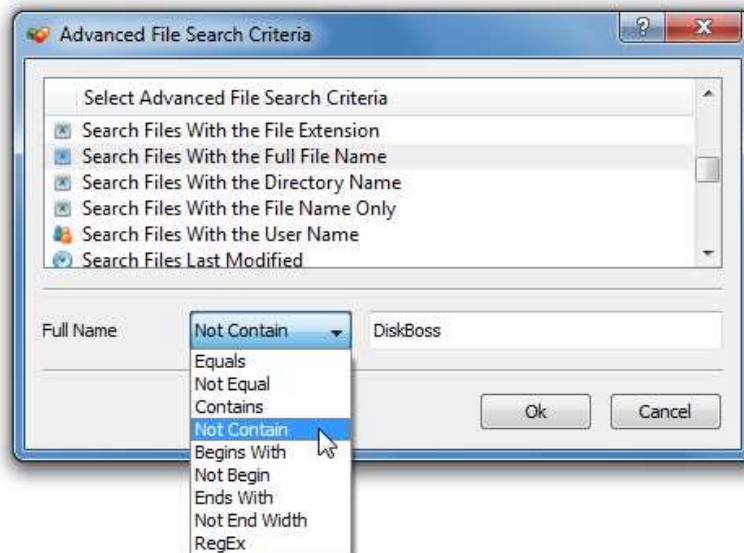 Advanced File Search Criteria
Select Advanced File Search Criteria
Search Files With the File Extension
Search Files With the Full File Name
Search Files With the Directory Name
Search Files With the File Name Only
Search Files With the User Name
Search Files Last Modified
Full Name Not Contain DiskBoss
Equals
Not Equal
Contains
Not Contain
Begins With
Not Begin
Ends With
Not End Width
RegEx
Ok Cancel